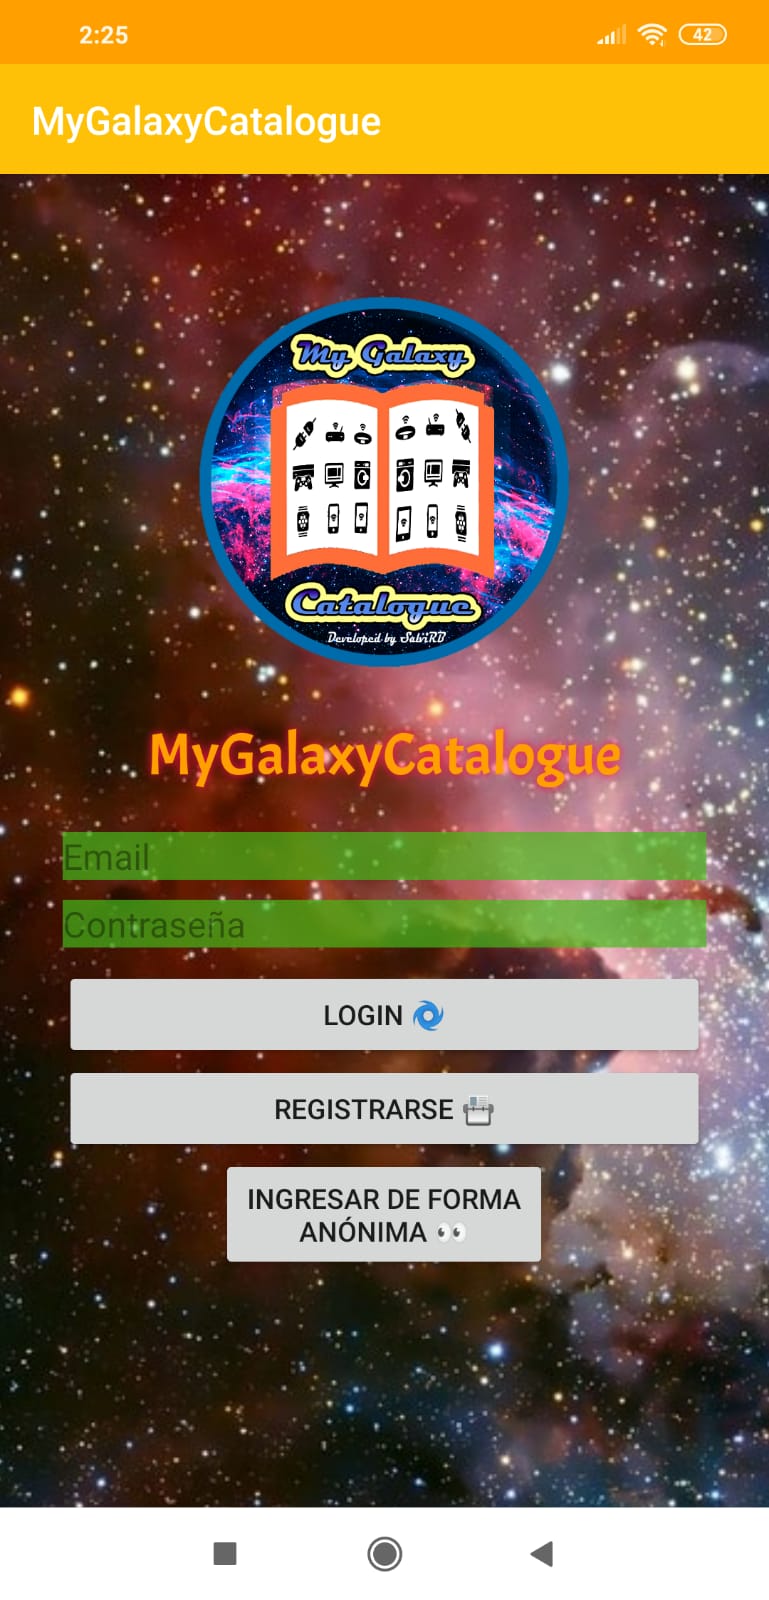 2:25
42
MyGalaxyCatalogue
My Galaxy
Catalogue
Developed by SabiRB
MyGalaxyCatalogue
Email
Contraseña
LOGIN 🌀
REGISTRARSE 📠
INGRESAR DE FORMA
ANÓNIMA 👀